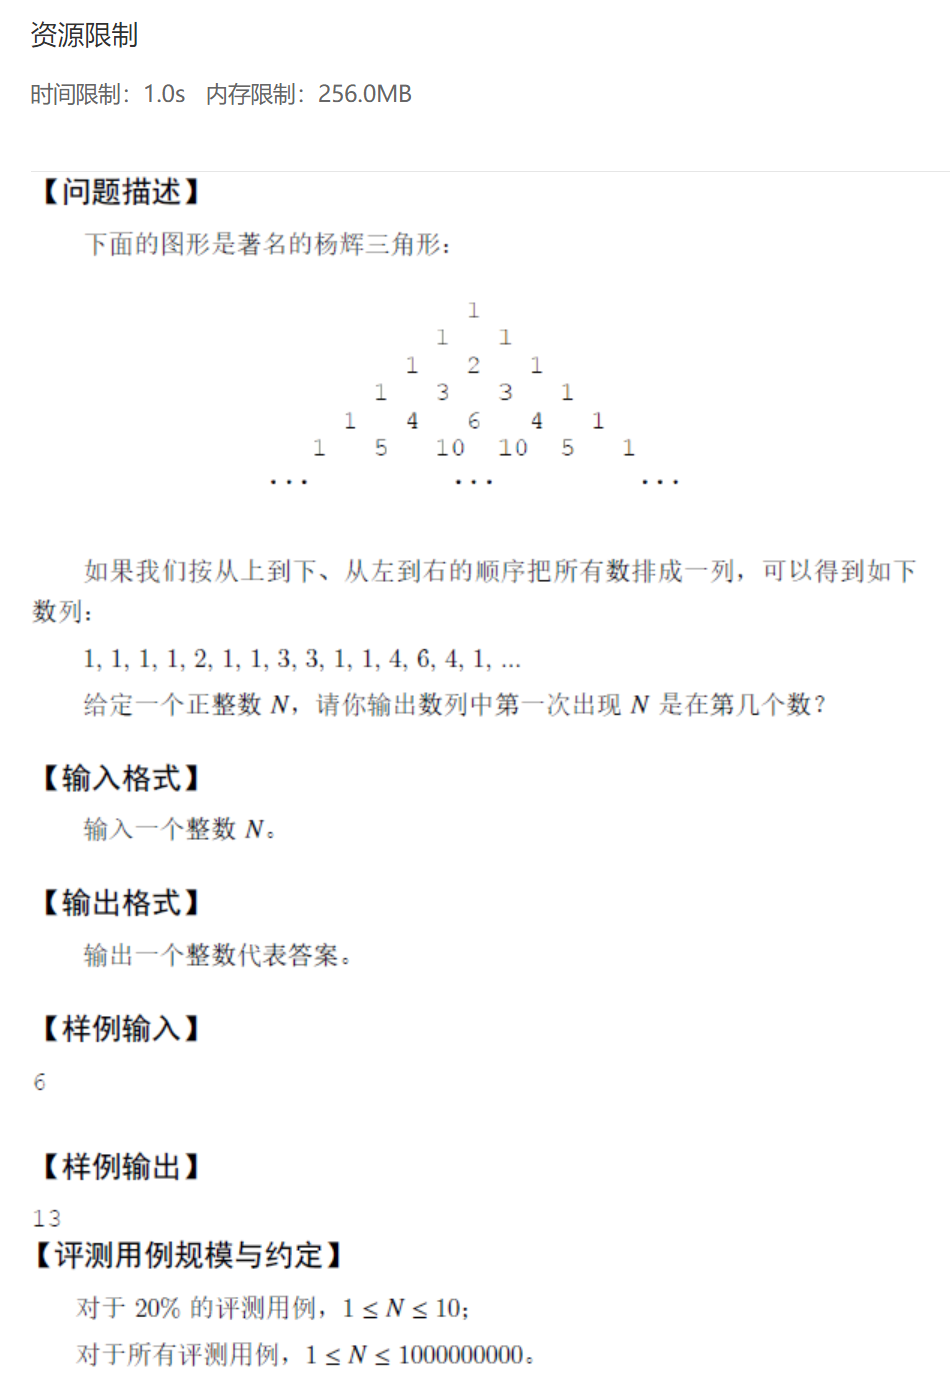 资源限制
时间限制：1.0s 内存限制：256.0MB
【问题描述】
下面的图形是著名的杨辉三角形：
1
1 1
1 2 1
1 3 3 1
1 4 6 4 1
1 5 10 10 5 1
... ... ...
如果我们按从上到下、从左到右的顺序把所有数排成一列，可以得到如下
数列：
1, 1, 1, 1, 2, 1, 1, 3, 3, 1, 1, 4, 6, 4, 1, ...
给定一个正整数 N，请你输出数列中第一次出现 N 是在第几个数？
【输入格式】
输入一个整数 N。
【输出格式】
输出一个整数代表答案。
【样例输入】
6
【样例输出】
13
【评测用例规模与约定】
对于 20% 的评测用例，1 ≤ N ≤ 10；
对于所有评测用例，1 ≤ N ≤ 1000000000。